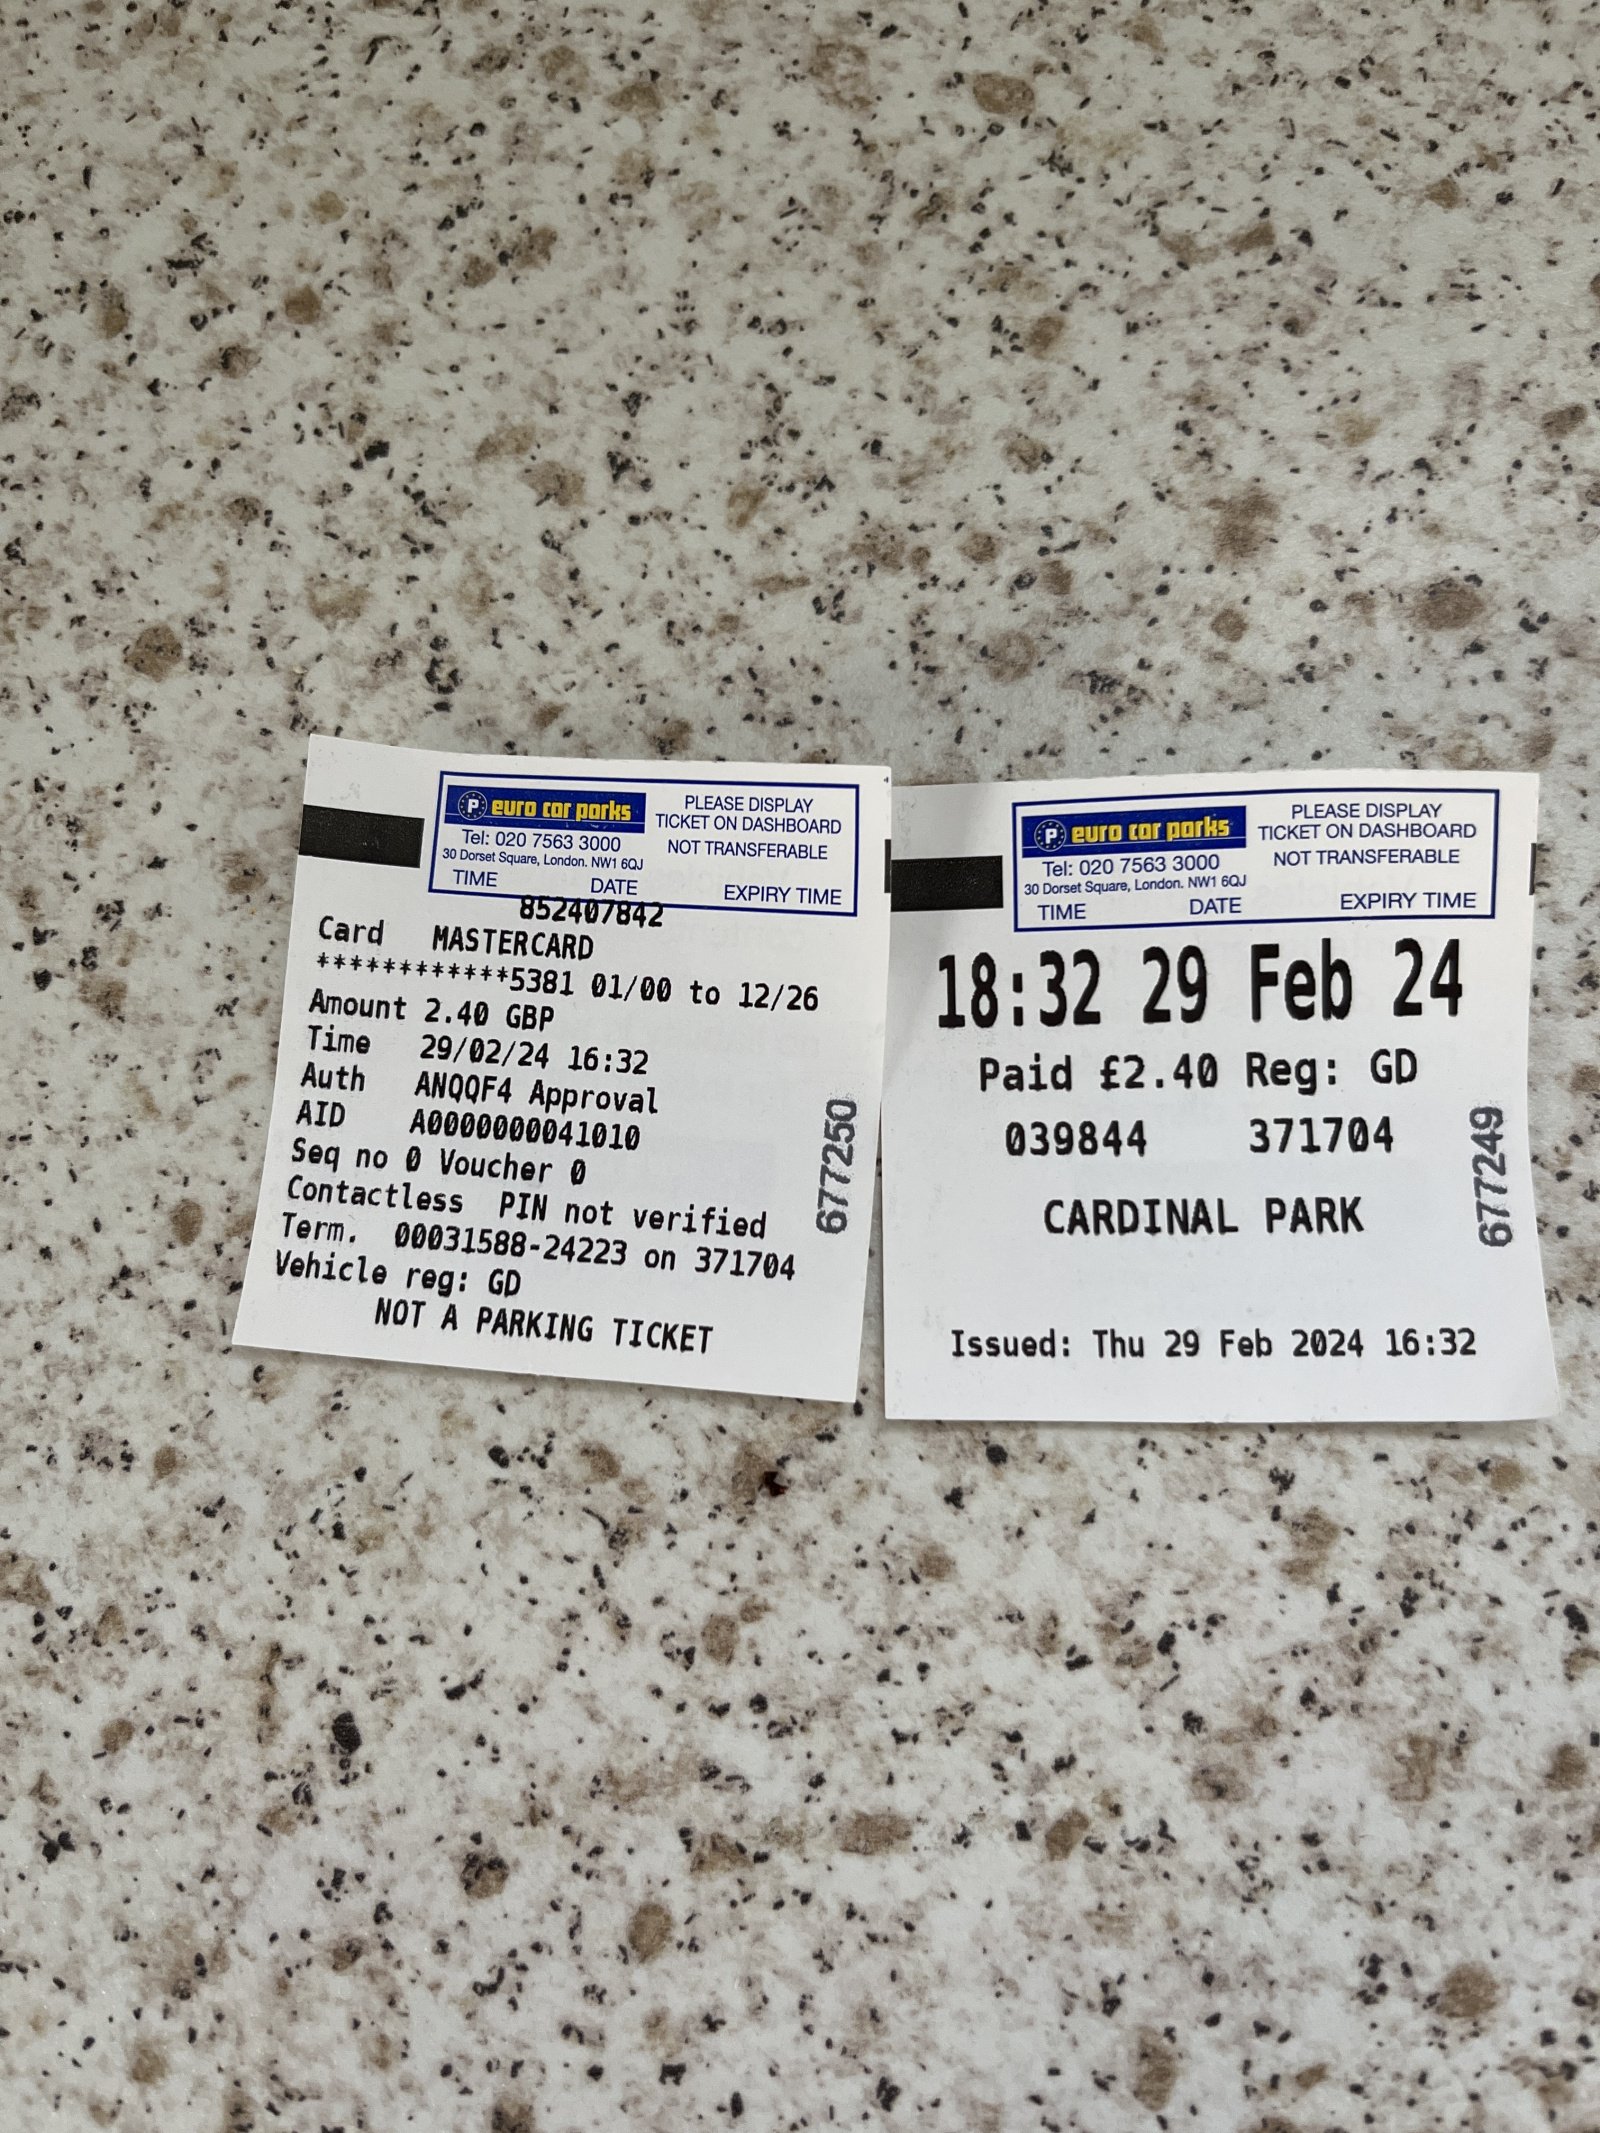 P euro car parks
Tel: 020 7563 3000
30 Dorset Square, London. NW1 6QJ
PLEASE DISPLAY
TICKET ON DASHBOARD
NOT TRANSFERABLE
TIME DATE EXPIRY TIME
852407842
Card MASTERCARD
************5381 01/00 to 12/26
Amount 2.40 GBP
Time 29/02/24 16:32
Auth ANQQF4 Approval
AID A0000000041010
Seq no 0 Voucher 0
Contactless PIN not verified
Term. 00031588-24223 on 371704
Vehicle reg: GD
NOT A PARKING TICKET
677250
P euro car parks
Tel: 020 7563 3000
30 Dorset Square, London. NW1 6QJ
PLEASE DISPLAY
TICKET ON DASHBOARD
NOT TRANSFERABLE
TIME DATE EXPIRY TIME
18:32 29 Feb 24
Paid £2.40 Reg: GD
039844 371704
CARDINAL PARK
Issued: Thu 29 Feb 2024 16:32
677249